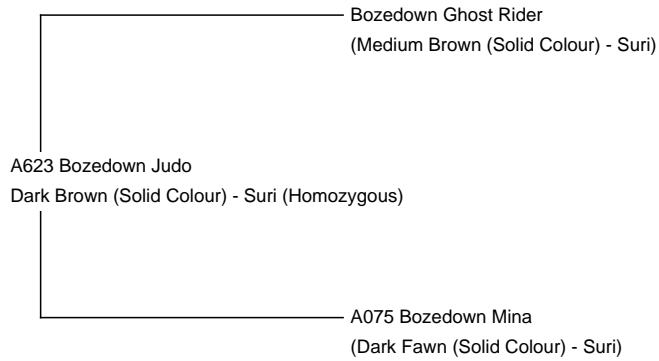 Bozedown Ghost Rider
(Medium Brown (Solid Colour) - Suri)
A623 Bozedown Judo
Dark Brown (Solid Colour) - Suri (Homozygous)
A075 Bozedown Mina
(Dark Fawn (Solid Colour) - Suri)